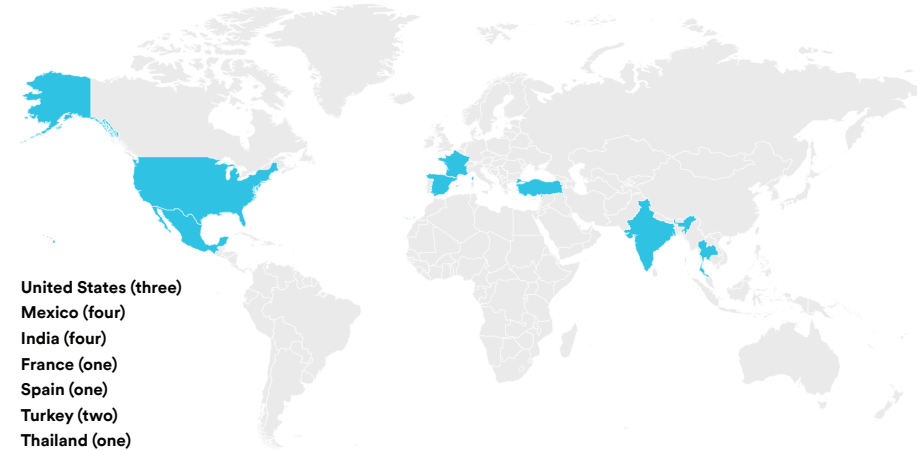 United States (three)
Mexico (four)
India (four)
France (one)
Spain (one)
Turkey (two)
Thailand (one)